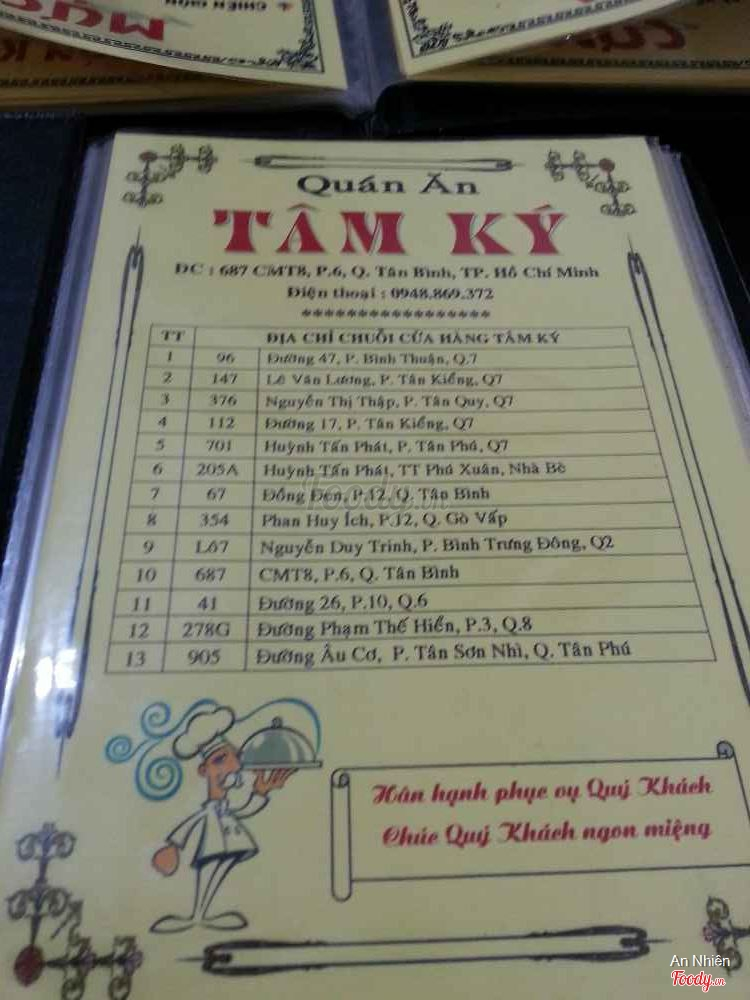 CHIÊN GIÒN
Quán Ăn
TÂM KÝ
ĐC : 687 CMT8, P.6, Q. Tân Bình, TP. Hồ Chí Minh
Điện thoại : 0948.869.372
*****************
TT ĐỊA CHỈ CHUỖI CỬA HÀNG TÂM KÝ
1 96 Đường 47, P. Bình Thuận, Q.7
2 147 Lê Văn Lương, P. Tân Kiểng, Q7
3 376 Nguyễn Thị Thập, P. Tân Quy, Q7
4 112 Đường 17, P. Tân Kiểng, Q7
5 701 Huỳnh Tấn Phát, P. Tân Phú, Q7
6 205A Huỳnh Tấn Phát, TT Phú Xuân, Nhà Bè
7 67 Đồng Đen, P.12, Q. Tân Bình
8 354 Phan Huy Ích, P.12, Q. Gò Vấp
9 Lô7 Nguyễn Duy Trinh, P. Bình Trưng Đông, Q2
10 687 CMT8, P.6, Q. Tân Bình
11 41 Đường 26, P.10, Q.6
12 278G Đường Phạm Thế Hiển, P.3, Q.8
13 905 Đường Âu Cơ, P. Tân Sơn Nhì, Q. Tân Phú
Foody.vn
Hân hạnh phục vụ Quý Khách
Chúc Quý Khách ngon miệng
An Nhiên
Foody.vn